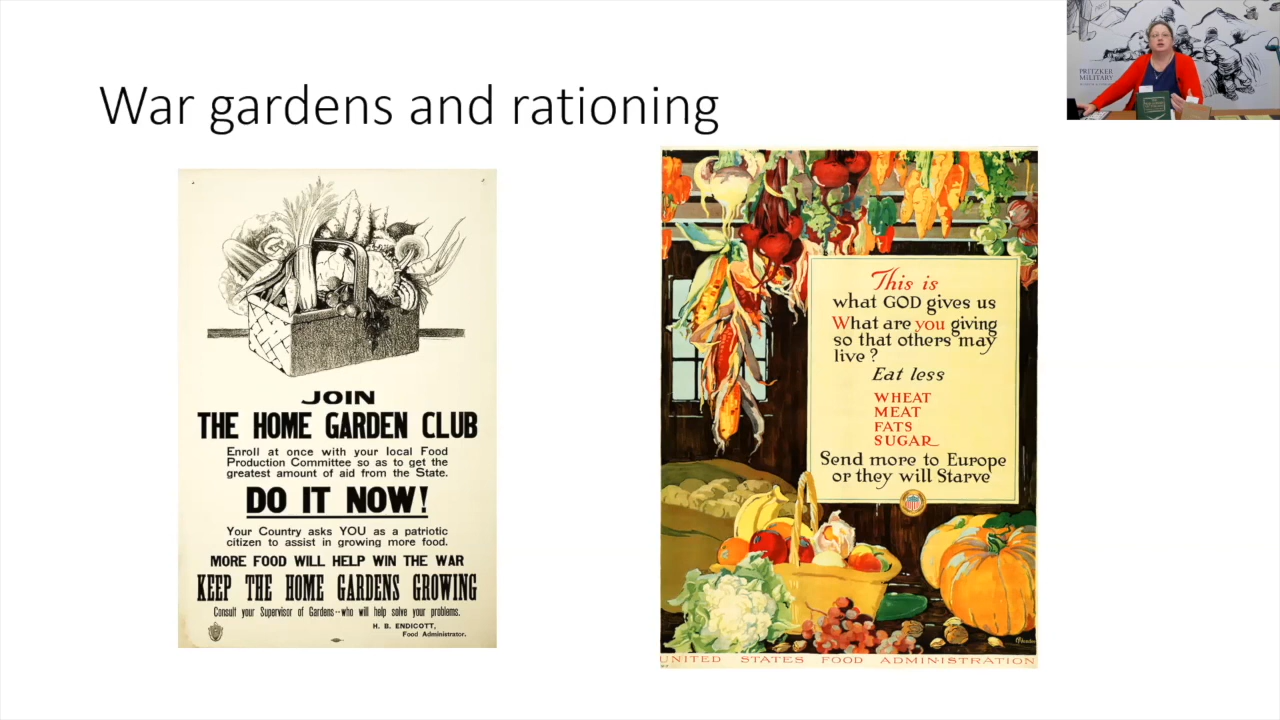 War gardens and rationing
PRITZKER
MILITARY
JOIN
THE HOME GARDEN CLUB
Enroll at once with your local Food
Production Committee so as to get the
greatest amount of aid from the State.
DO IT NOW!
Your Country asks YOU as a patriotic
citizen to assist in growing more food.
MORE FOOD WILL HELP WIN THE WAR
KEEP THE HOME GARDENS GROWING
Consult your Supervisor of Gardens--who will help solve your problems.
H. B. ENDICOTT,
Food Administrator.
This is
what GOD gives us
What are you giving
so that others may
live?
Eat less
WHEAT
MEAT
FATS
SUGAR
Send more to Europe
or they will Starve
UNITED STATES FOOD ADMINISTRATION